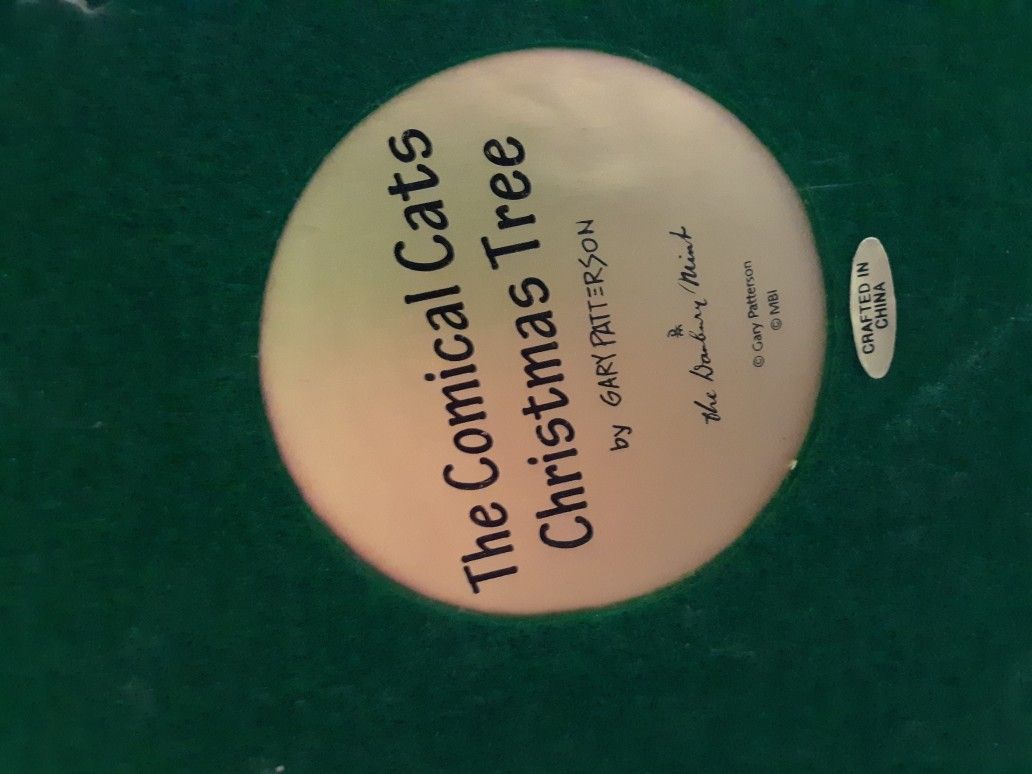 The Comical Cats
Christmas Tree
by GARY PATTERSON
The Danbury Mint
© Gary Patterson
© MBI
CRAFTED IN
CHINA